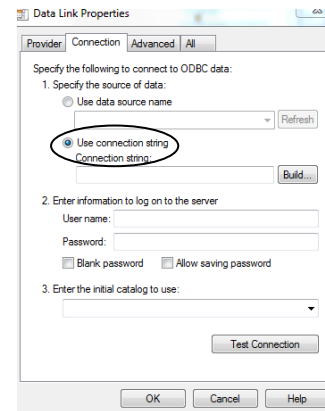 Data Link Properties
Provider Connection Advanced All
Specify the following to connect to ODBC data:
1. Specify the source of data:
Use data source name
Refresh
Use connection string
Connection string:
Build...
2. Enter information to log on to the server
User name:
Password:
Blank password Allow saving password
3. Enter the initial catalog to use:
Test Connection
OK Cancel Help